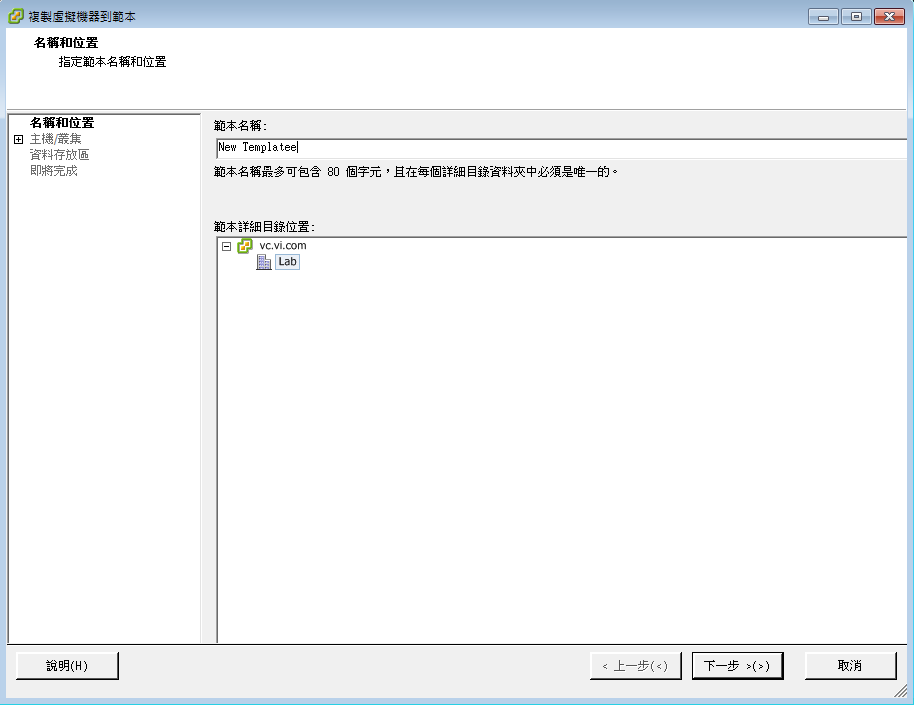 複製虛擬機器到範本
名稱和位置
指定範本名稱和位置
名稱和位置
主機/叢集
資料存放區
即將完成
範本名稱:
New Templatee
範本名稱最多可包含 80 個字元，且在每個詳細目錄資料夾中必須是唯一的。
範本詳細目錄位置:
vc.vi.com
Lab
說明(H)
< 上一步(<)
下一步 >(>)
取消